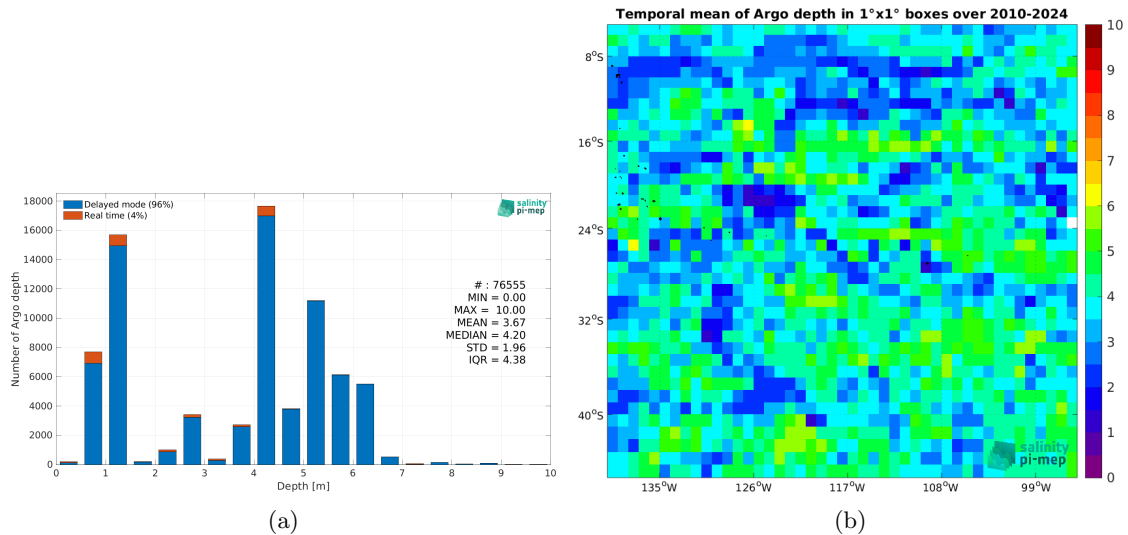 Delayed mode (96%)
Real time (4%)
salinity
pi-mep
18000
16000
14000
12000
10000
8000
6000
4000
2000
0
Number of Argo depth
# : 76555
MIN = 0.00
MAX = 10.00
MEAN = 3.67
MEDIAN = 4.20
STD = 1.96
IQR = 4.38
0 1 2 3 4 5 6 7 8 9 10
Depth [m]
(a)
Temporal mean of Argo depth in 1°x1° boxes over 2010-2024
8°S
16°S
24°S
32°S
40°S
135°W 126°W 117°W 108°W 99°W
salinity
pi-mep
10
9
8
7
6
5
4
3
2
1
0
(b)